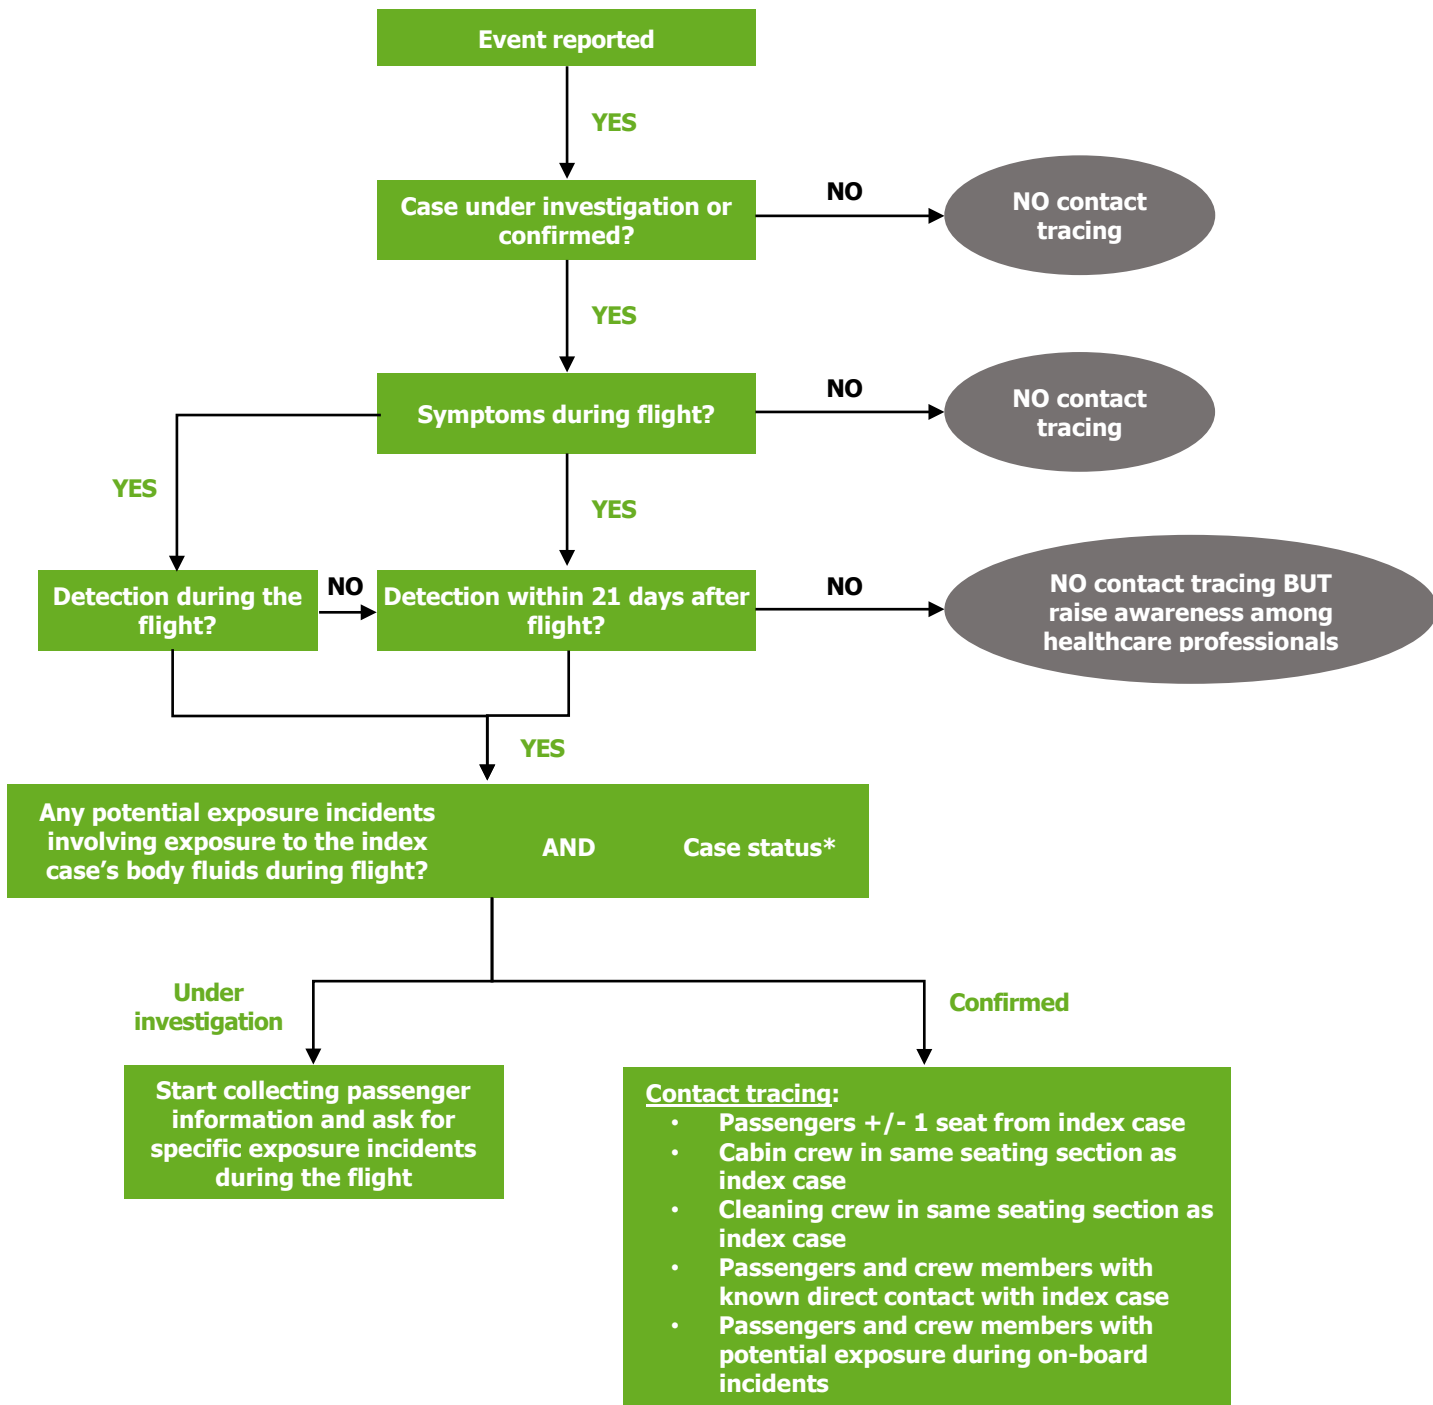 Event reported
YES
Case under investigation or
confirmed?
NO
NO contact
tracing
YES
Symptoms during flight?
NO
NO contact
tracing
YES
YES
Detection during the
flight?
NO
Detection within 21 days after
flight?
NO
NO contact tracing BUT
raise awareness among
healthcare professionals
YES
Any potential exposure incidents
involving exposure to the index
case’s body fluids during flight?
AND
Case status*
Under
investigation
Confirmed
Start collecting passenger
information and ask for
specific exposure incidents
during the flight
Contact tracing:
• Passengers +/- 1 seat from index case
• Cabin crew in same seating section as
index case
• Cleaning crew in same seating section as
index case
• Passengers and crew members with
known direct contact with index case
• Passengers and crew members with
potential exposure during on-board
incidents